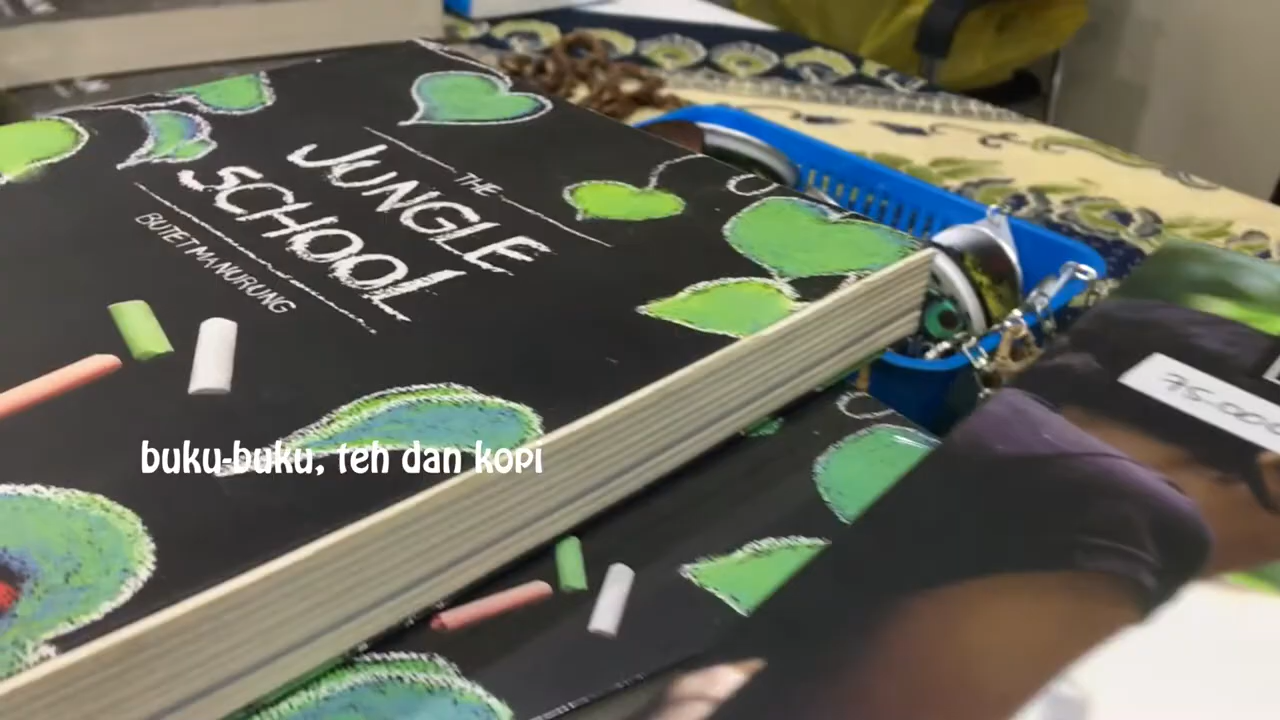 THE
JUNGLE
SCHOOL
BUTET MANURUNG
buku-buku, teh dan kopi